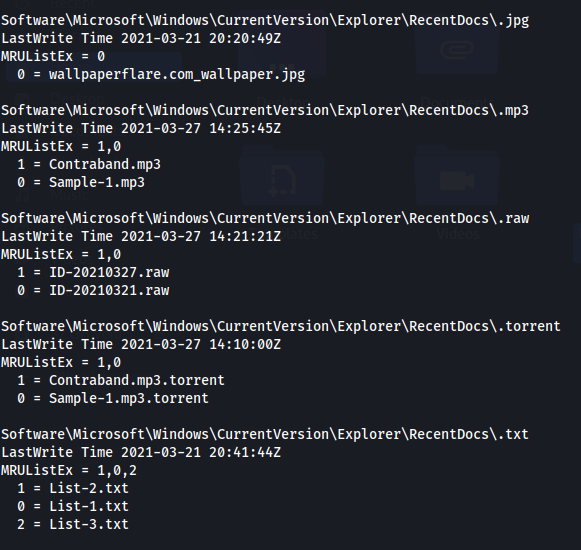 Software\Microsoft\Windows\CurrentVersion\Explorer\RecentDocs\.jpg
LastWrite Time 2021-03-21 20:20:49Z
MRUListEx = 0
  0 = wallpaperflare.com_wallpaper.jpg

Software\Microsoft\Windows\CurrentVersion\Explorer\RecentDocs\.mp3
LastWrite Time 2021-03-27 14:25:45Z
MRUListEx = 1,0
  1 = Contraband.mp3
  0 = Sample-1.mp3

Software\Microsoft\Windows\CurrentVersion\Explorer\RecentDocs\.raw
LastWrite Time 2021-03-27 14:21:21Z
MRUListEx = 1,0
  1 = ID-20210327.raw
  0 = ID-20210321.raw

Software\Microsoft\Windows\CurrentVersion\Explorer\RecentDocs\.torrent
LastWrite Time 2021-03-27 14:10:00Z
MRUListEx = 1,0
  1 = Contraband.mp3.torrent
  0 = Sample-1.mp3.torrent

Software\Microsoft\Windows\CurrentVersion\Explorer\RecentDocs\.txt
LastWrite Time 2021-03-21 20:41:44Z
MRUListEx = 1,0,2
  1 = List-2.txt
  0 = List-1.txt
  2 = List-3.txt
Videos